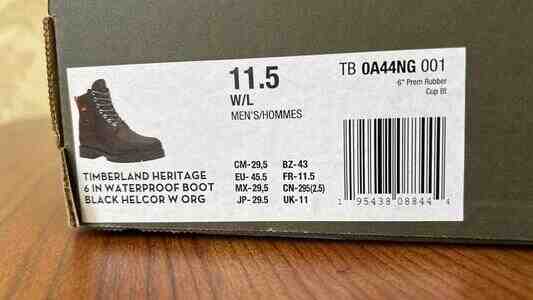 11.5
W/L
MEN'S/HOMMES
TB 0A44NG 001
6" Prem Rubber
Cup Bt
TIMBERLAND HERITAGE
6 IN WATERPROOF BOOT
BLACK HELCOR W ORG
CM-29,5 BZ-43
EU- 45.5 FR-11.5
MX-29,5 CN-295(2.5)
JP- 29.5 UK-11
1 95438 08844 4